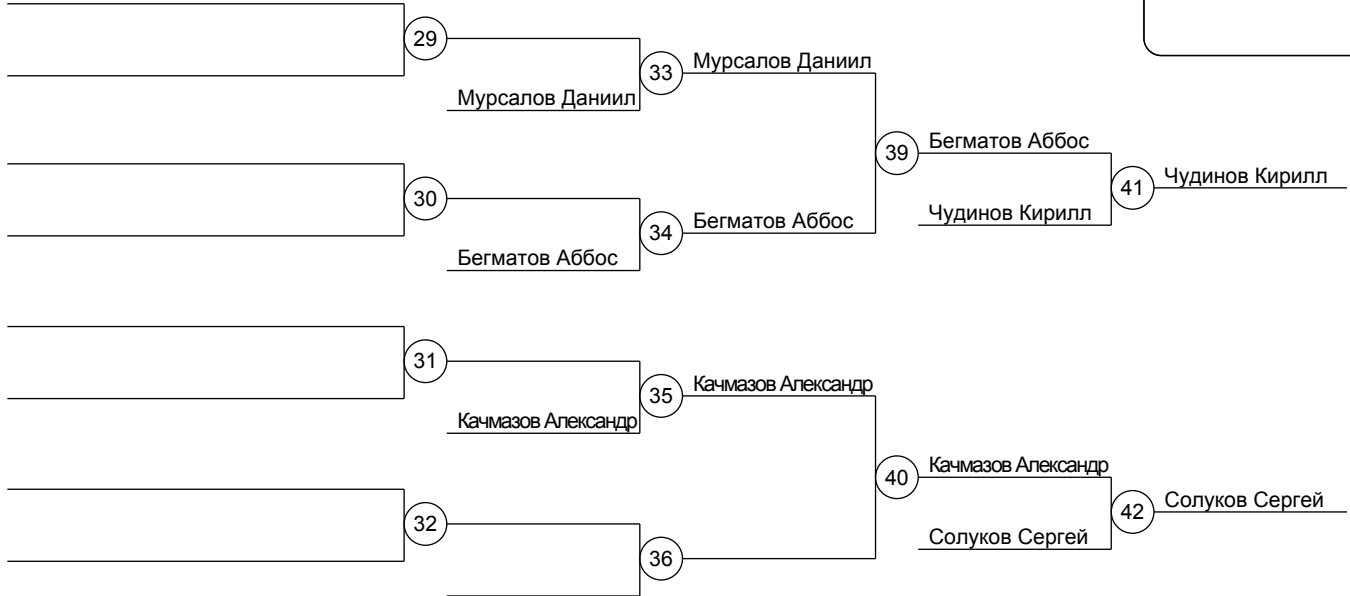 29
33
Мурсалов Даниил
Мурсалов Даниил
39
Бегматов Аббос
41
Чудинов Кирилл
30
34
Бегматов Аббос
Чудинов Кирилл
Бегматов Аббос
31
35
Качмазов Александр
Качмазов Александр
40
Качмазов Александр
42
Солуков Сергей
32
Солуков Сергей
36